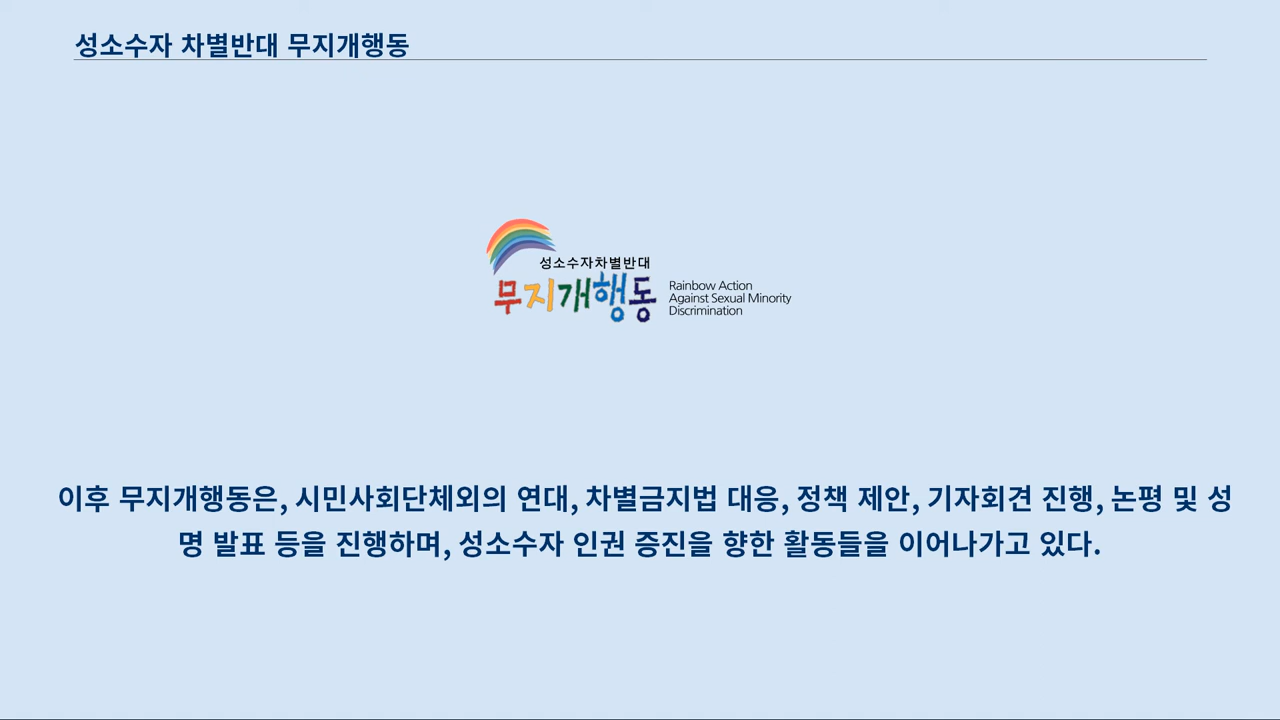 성소수자 차별반대 무지개행동
성소수자차별반대
무지개행동
Rainbow Action
Against Sexual Minority
Discrimination
이후 무지개행동은, 시민사회단체외의 연대, 차별금지법 대응, 정책 제안, 기자회견 진행, 논평 및 성
명 발표 등을 진행하며, 성소수자 인권 증진을 향한 활동들을 이어나가고 있다.